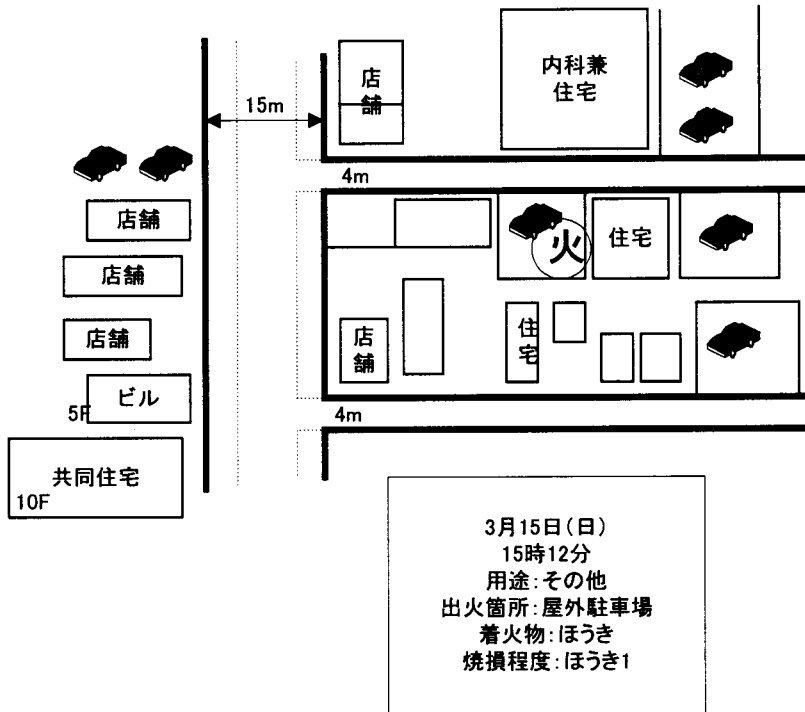 店
舗
内科兼
住宅
15m
4m
店舗
火
住宅
店舗
店舗
店
舗
住
宅
ビル
5F
4m
共同住宅
10F
3月15日(日)
15時12分
用途:その他
出火箇所:屋外駐車場
着火物:ほうき
焼損程度:ほうき1